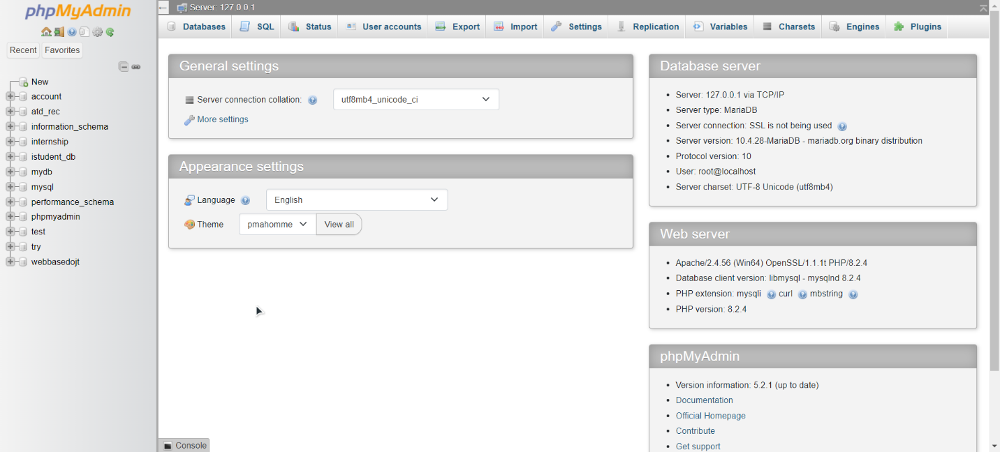 phpMyAdmin
Recent Favorites
New
account
atd_rec
information_schema
internship
istudent_db
mydb
mysql
performance_schema
phpmyadmin
test
try
webbasedojt
Server: 127.0.0.1
Databases SQL Status User accounts Export Import Settings Replication Variables Charsets Engines Plugins
General settings
Server connection collation: utf8mb4_unicode_ci
More settings
Appearance settings
Language English
Theme pmahomme View all
Database server
• Server: 127.0.0.1 via TCP/IP
• Server type: MariaDB
• Server connection: SSL is not being used
• Server version: 10.4.28-MariaDB - mariadb.org binary distribution
• Protocol version: 10
• User: root@localhost
• Server charset: UTF-8 Unicode (utf8mb4)
Web server
• Apache/2.4.56 (Win64) OpenSSL/1.1.1t PHP/8.2.4
• Database client version: libmysql - mysqlnd 8.2.4
• PHP extension: mysqli curl mbstring
• PHP version: 8.2.4
phpMyAdmin
• Version information: 5.2.1 (up to date)
• Documentation
• Official Homepage
• Contribute
• Get support
Console